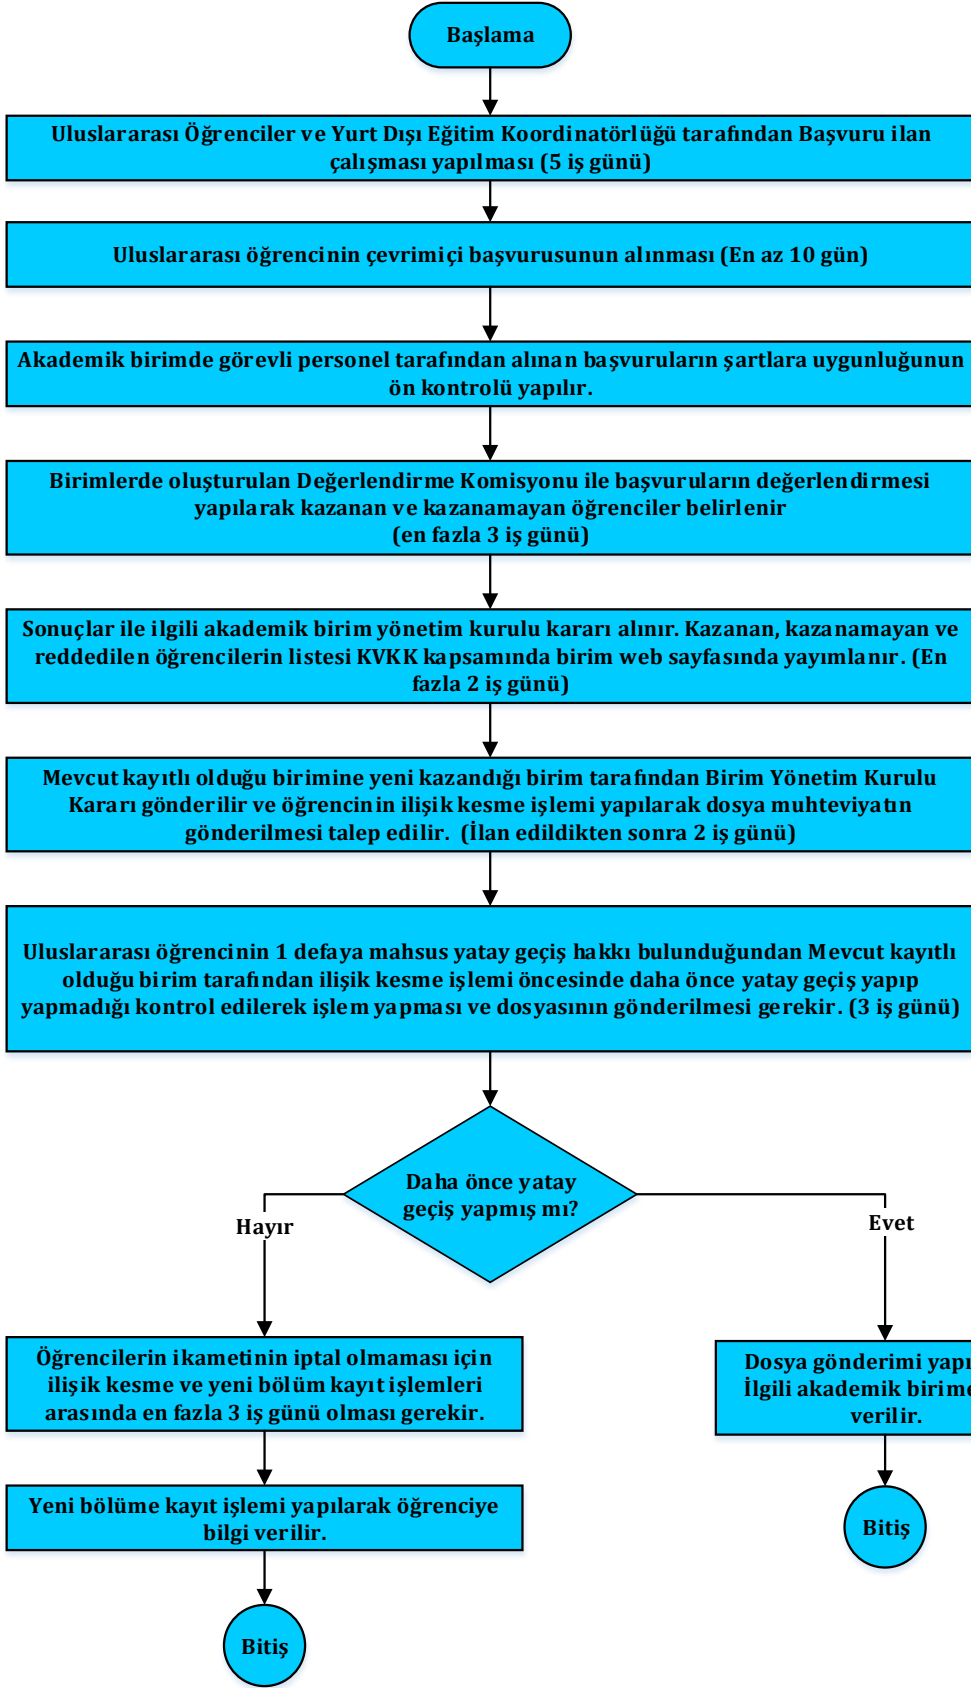 Başlama
Uluslararası Öğrenciler ve Yurt Dışı Eğitim Koordinatörlüğü tarafından Başvuru ilan
çalışması yapılması (5 iş günü)
Uluslararası öğrencinin çevrimiçi başvurusunun alınması (En az 10 gün)
Akademik birimde görevli personel tarafından alınan başvuruların şartlara uygunluğunun
ön kontrolü yapılır.
Birimlerde oluşturulan Değerlendirme Komisyonu ile başvuruların değerlendirmesi
yapılarak kazanan ve kazanamayan öğrenciler belirlenir
(en fazla 3 iş günü)
Sonuçlar ile ilgili akademik birim yönetim kurulu kararı alınır. Kazanan, kazanamayan ve
reddedilen öğrencilerin listesi KVKK kapsamında birim web sayfasında yayımlanır. (En
fazla 2 iş günü)
Mevcut kayıtlı olduğu birimine yeni kazandığı birim tarafından Birim Yönetim Kurulu
Kararı gönderilir ve öğrencinin ilişik kesme işlemi yapılarak dosya muhteviyatın
gönderilmesi talep edilir. (İlan edildikten sonra 2 iş günü)
Uluslararası öğrencinin 1 defaya mahsus yatay geçiş hakkı bulunduğundan Mevcut kayıtlı
olduğu birim tarafından ilişik kesme işlemi öncesinde daha önce yatay geçiş yapıp
yapmadığı kontrol edilerek işlem yapması ve dosyasının gönderilmesi gerekir. (3 iş günü)
Daha önce yatay
geçiş yapmış mı?
Hayır
Evet
Öğrencilerin ikametinin iptal olmaması için
ilişik kesme ve yeni bölüm kayıt işlemleri
arasında en fazla 3 iş günü olması gerekir.
Dosya gönderimi
İlgili akademik
verilir.
Yeni bölüme kayıt işlemi yapılarak öğrenciye
bilgi verilir.
Bitiş
Bitiş